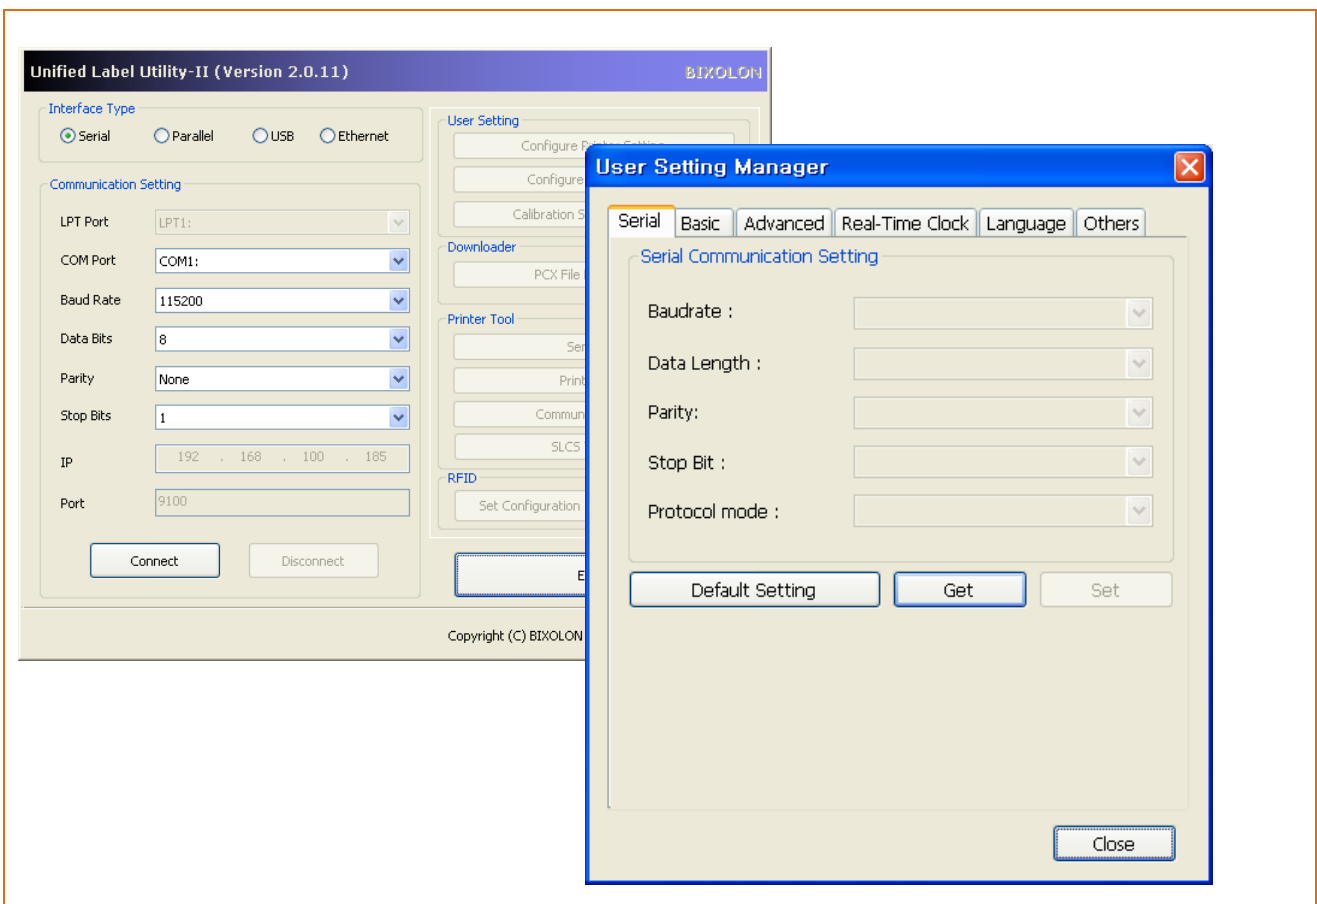 Unified Label Utility-II (Version 2.0.11)
BIXOLON
Interface Type
Serial
Parallel
USB
Ethernet
Communication Setting
LPT Port
LPT1:
COM Port
COM1:
Baud Rate
115200
Data Bits
8
Parity
None
Stop Bits
1
IP
192 . 168 . 100 . 185
Port
9100
Connect
Disconnect
User Setting
Configure Printer Setting
Configure
Calibration
Downloader
PCX File
Printer Tool
SLCS
RFID
Set Configuration
Copyright (C) BIXOLON
User Setting Manager
Serial
Basic
Advanced
Real-Time Clock
Language
Others
Serial Communication Setting
Baudrate :
Data Length :
Parity:
Stop Bit :
Protocol mode :
Default Setting
Get
Set
Close